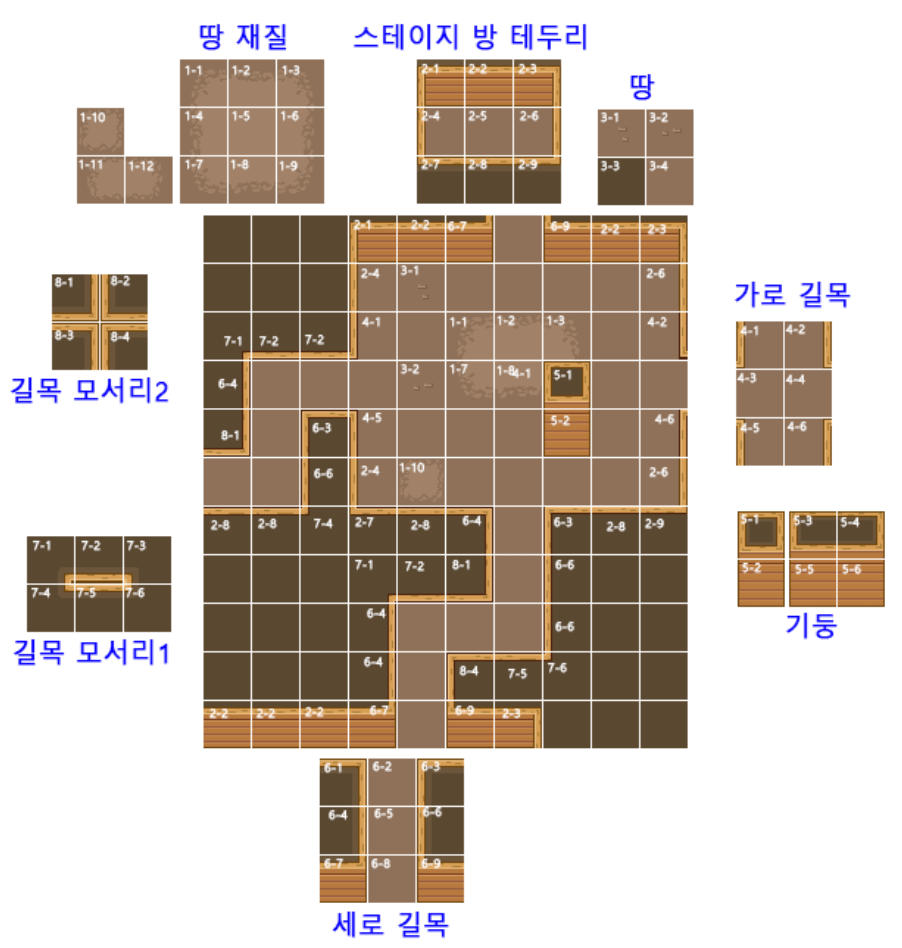 땅 재질
스테이지 방 테두리
땅
1-1 1-2 1-3
1-4 1-5 1-6
1-7 1-8 1-9
1-10
1-11 1-12
2-1 2-2 2-3
2-4 2-5 2-6
2-7 2-8 2-9
3-1 3-2
3-3 3-4
2-1 2-2 6-7 6-9 2-2 2-3
2-4 3-1 2-6
7-1 7-2 7-2 4-1 1-1 1-2 1-3 4-2
6-4 3-2 1-7 1-8 4-1 5-1
8-1 6-3 4-5 5-2 4-6
6-6 2-4 1-10 2-6
2-8 2-8 7-4 2-7 2-8 6-4 6-3 2-8 2-9
7-1 7-2 8-1 6-6
6-4 6-6
6-4 8-4 7-5 7-6
2-2 2-2 2-2 6-7 6-9 2-3
8-1 8-2
8-3 8-4
길목 모서리2
7-1 7-2 7-3
7-4 7-5 7-6
길목 모서리1
가로 길목
4-1 4-2
4-3 4-4
4-5 4-6
5-1 5-3 5-4
5-2 5-5 5-6
기둥
6-1 6-2 6-3
6-4 6-5 6-6
6-7 6-8 6-9
세로 길목